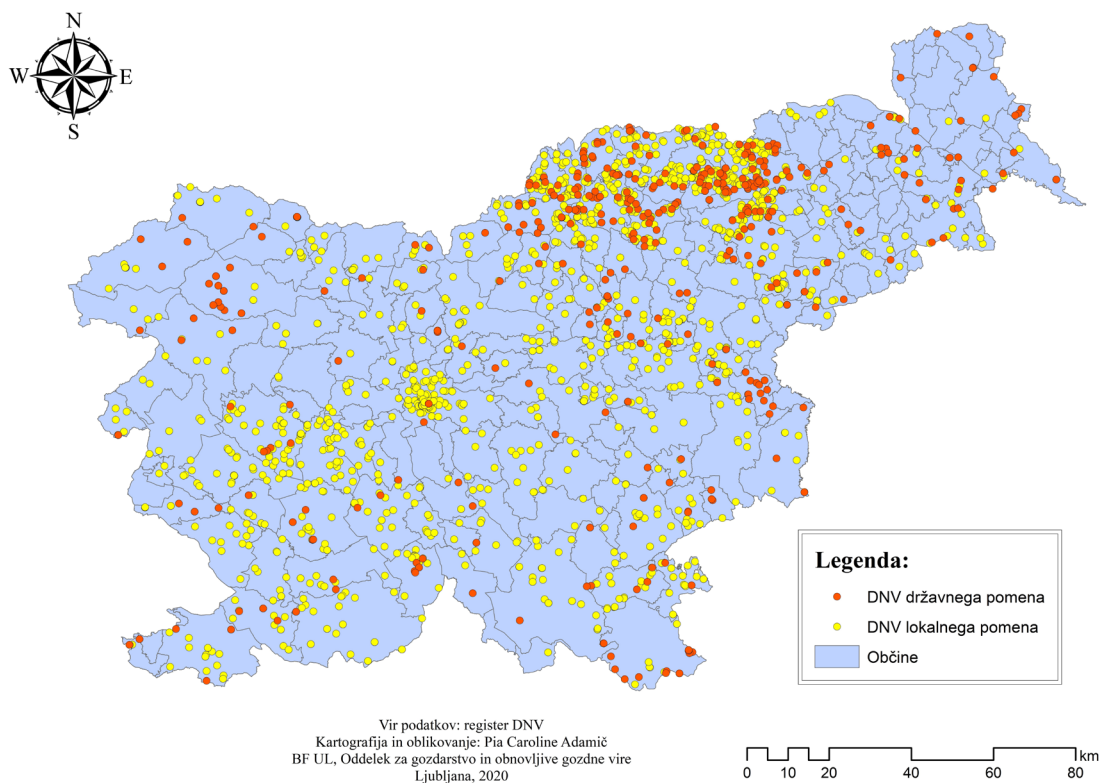 N
W E
S
Legenda:
DNV državnega pomena
DNV lokalnega pomena
Občine
Vir podatkov: register DNV
Kartografija in oblikovanje: Pia Caroline Adamič
BF UL, Oddelek za gozdarstvo in obnovljive gozdne vire
Ljubljana, 2020
km
0 10 20 40 60 80